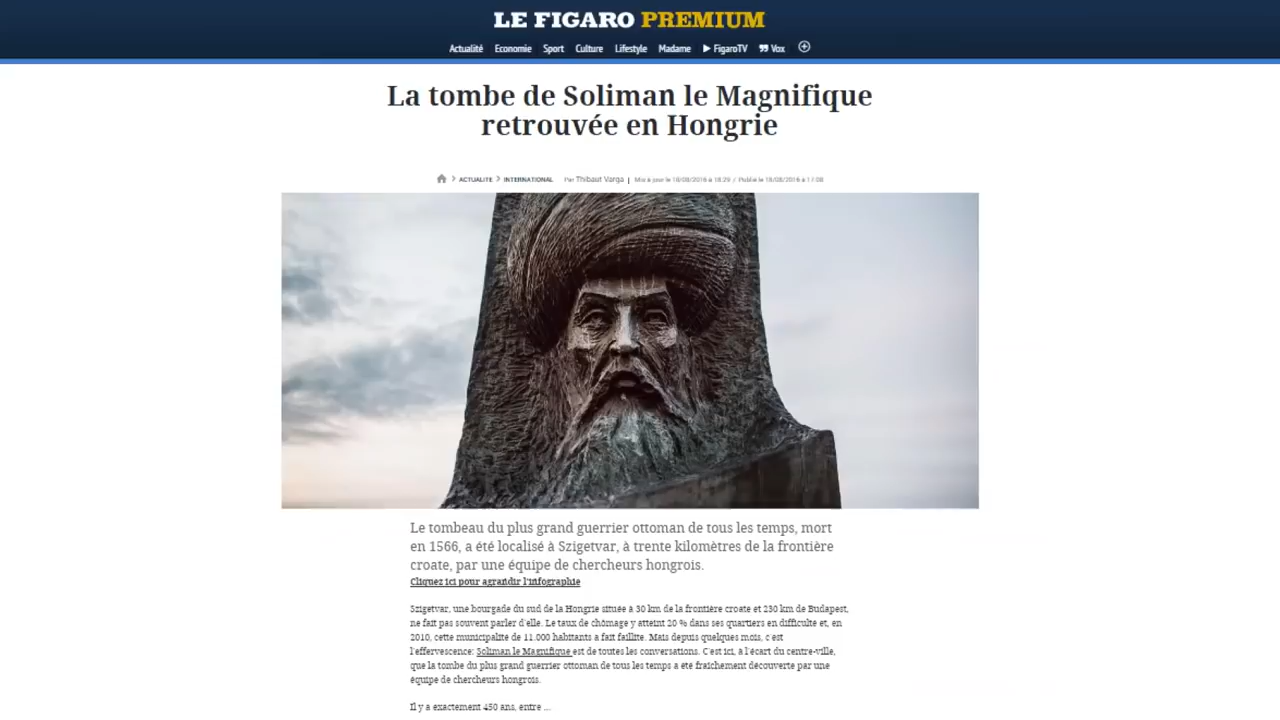 LE FIGARO PREMIUM
Actualité Economie Sport Culture Lifestyle Madame FigaroTV Vox
La tombe de Soliman le Magnifique
retrouvée en Hongrie
ACTUALITE > INTERNATIONAL Par Thibaut Varga | Mis à jour le 18/08/2016 à 18:29 / Publié le 18/08/2016 à 17:08
Le tombeau du plus grand guerrier ottoman de tous les temps, mort
en 1566, a été localisé à Szigetvar, à trente kilomètres de la frontière
croate, par une équipe de chercheurs hongrois.
Cliquez ici pour agrandir l'infographie
Szigetvar, une bourgade du sud de la Hongrie située à 30 km de la frontière croate et 230 km de Budapest,
ne fait pas souvent parler d'elle. Le taux de chômage y atteint 20 % dans ses quartiers en difficulté et, en
2010, cette municipalité de 11.000 habitants a fait faillite. Mais depuis quelques mois, c'est
l'effervescence: Soliman le Magnifique est de toutes les conversations. C'est ici, à l'écart du centre-ville,
que la tombe du plus grand guerrier ottoman de tous les temps a été fraîchement découverte par une
équipe de chercheurs hongrois.
Il y a exactement 450 ans, entre ...